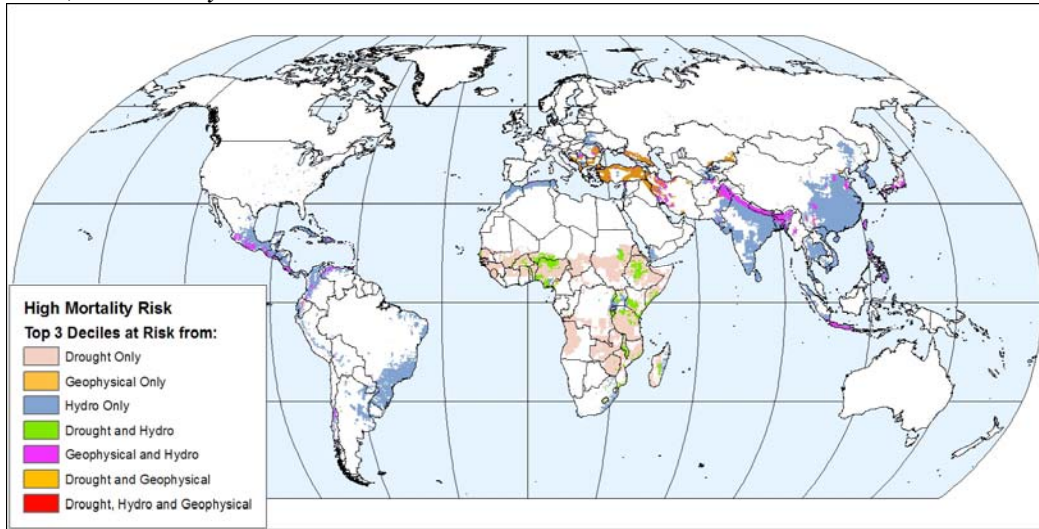 High Mortality Risk
Top 3 Deciles at Risk from:
Drought Only
Geophysical Only
Hydro Only
Drought and Hydro
Geophysical and Hydro
Drought and Geophysical
Drought, Hydro and Geophysical